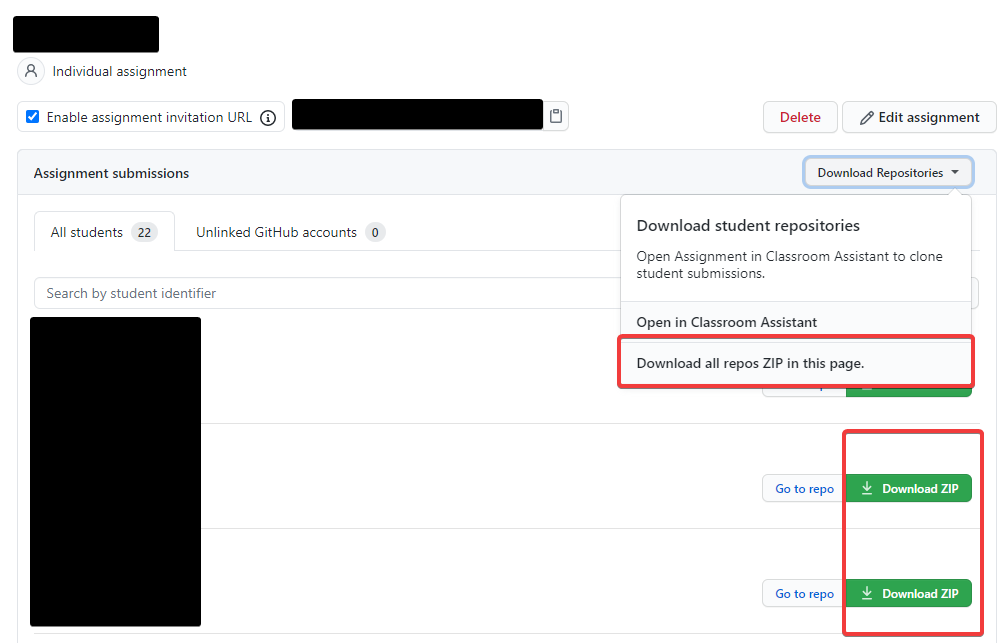 Individual assignment
Enable assignment invitation URL
Delete
Edit assignment
Assignment submissions
Download Repositories
All students 22
Unlinked GitHub accounts 0
Download student repositories
Open Assignment in Classroom Assistant to clone
student submissions.
Search by student identifier
Open in Classroom Assistant
Download all repos ZIP in this page.
Go to repo
Download ZIP
Go to repo
Download ZIP